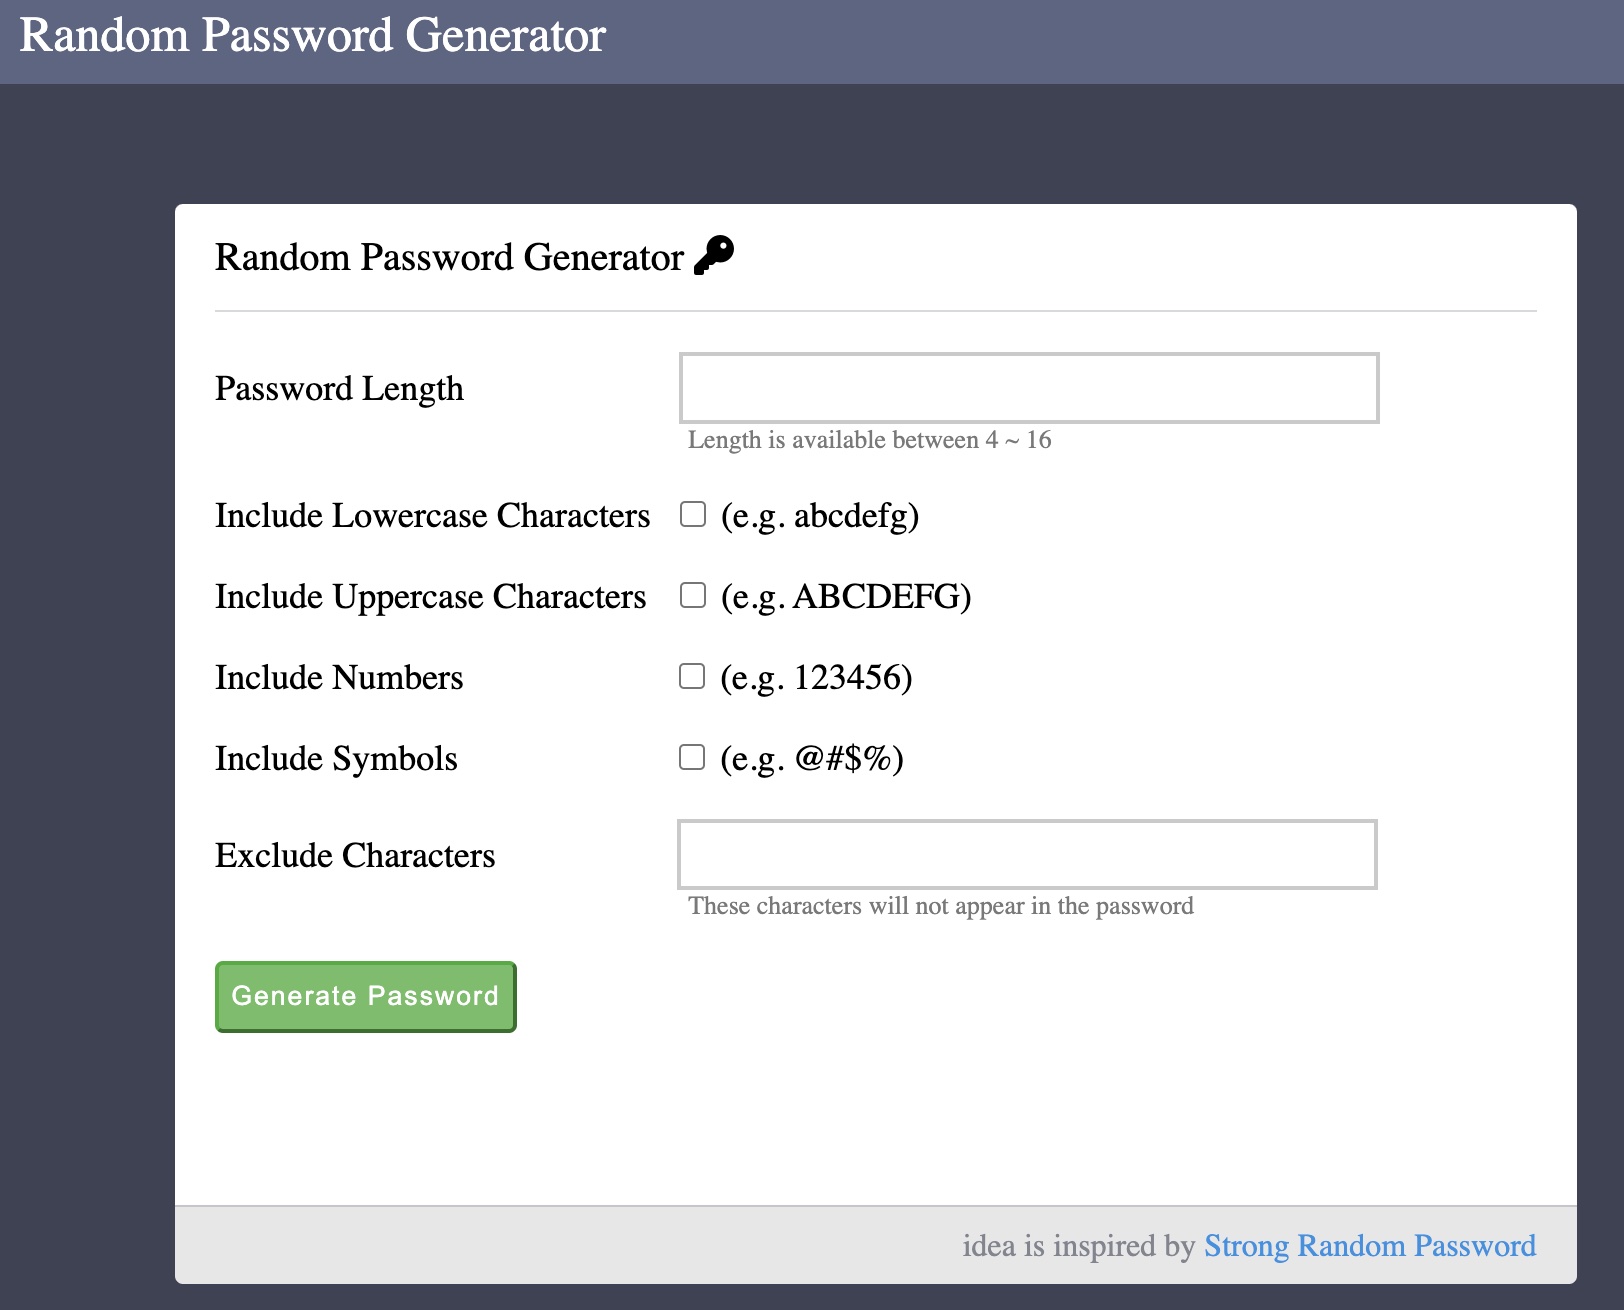 Random Password Generator
Random Password Generator
Password Length
Length is available between 4 ~ 16
Include Lowercase Characters (e.g. abcdefg)
Include Uppercase Characters (e.g. ABCDEFG)
Include Numbers (e.g. 123456)
Include Symbols (e.g. @#$%)
Exclude Characters
These characters will not appear in the password
Generate Password
idea is inspired by Strong Random Password